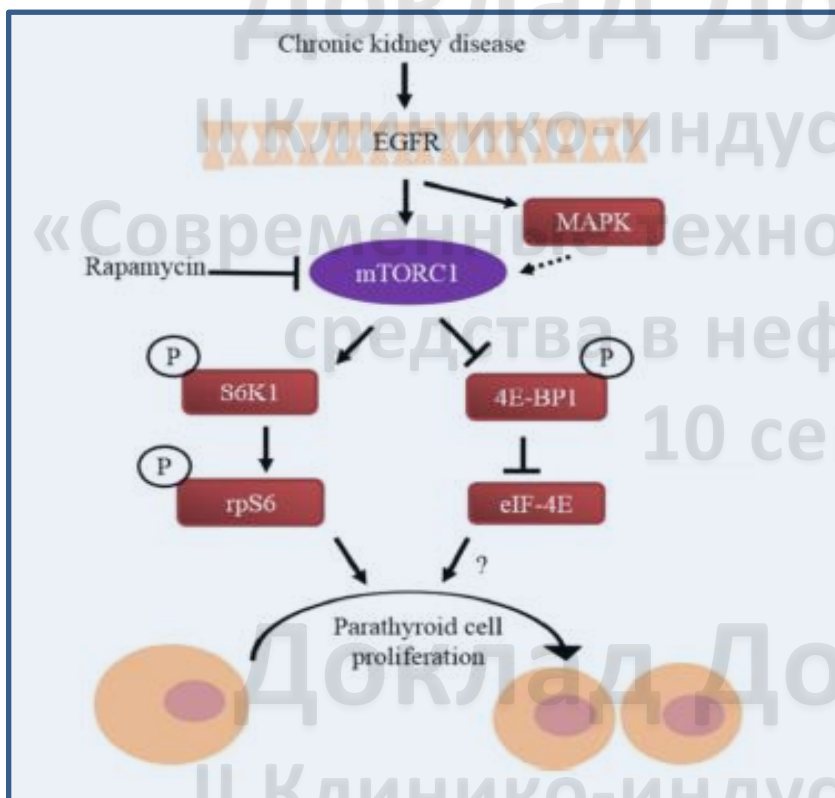 Доклад До
Chronic kidney disease
II Клинико-индус
EGFR
MAPK
«Современные техно
Rapamycin
mTORC1
средства в неф
P
P
S6K1
4E-BP1
10 се
P
rpS6
eIF-4E
?
Parathyroid cell
proliferation
Доклад До
II Клинико-индус